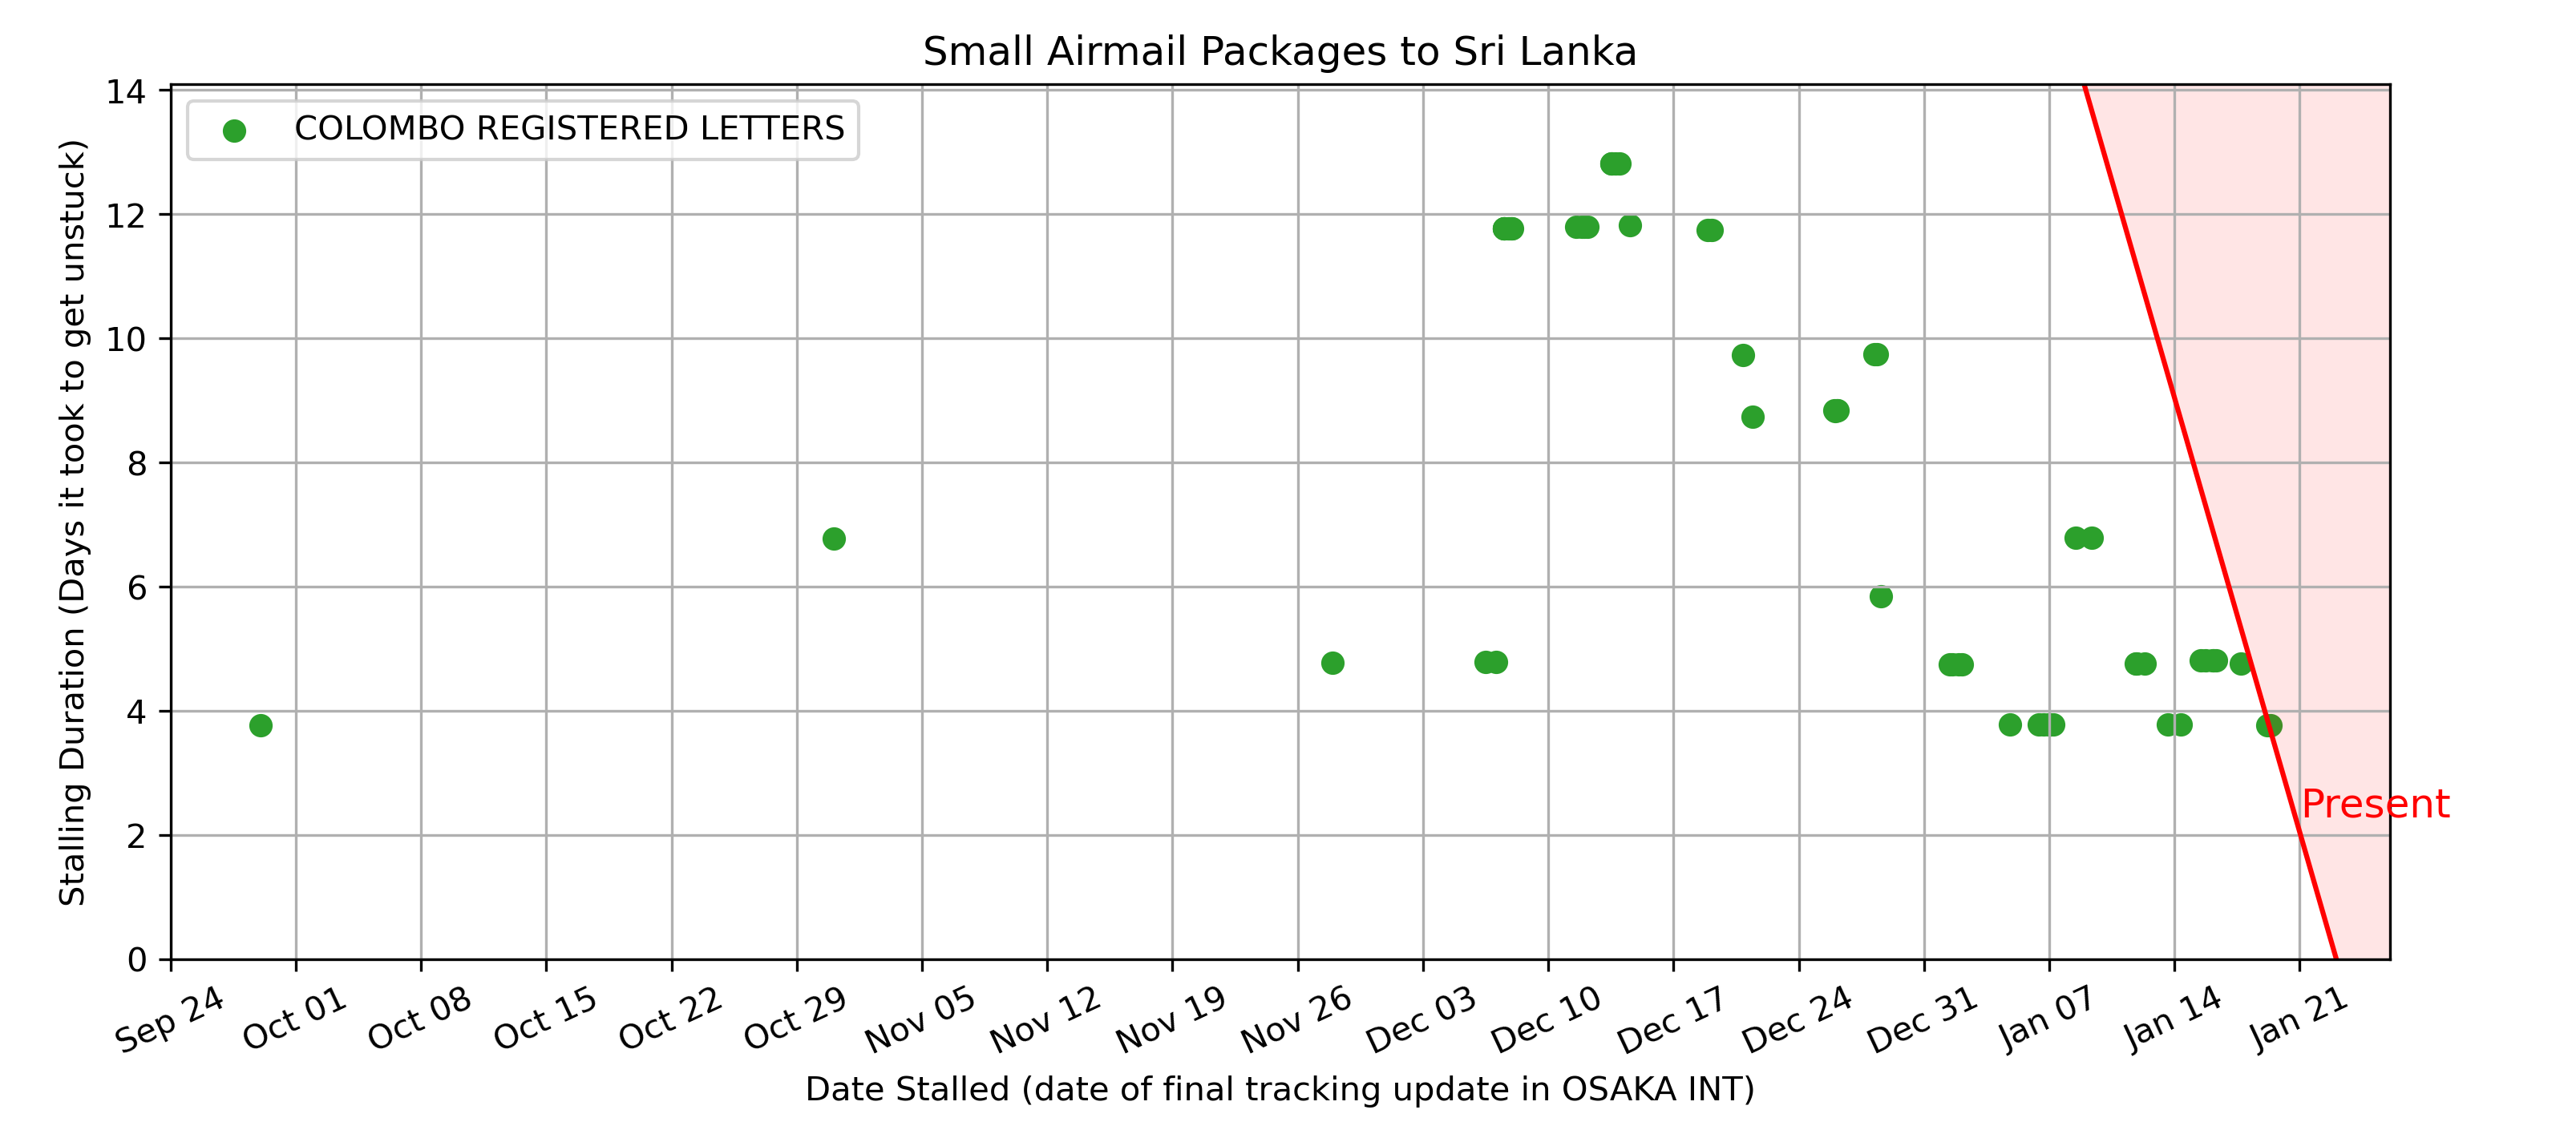 Small Airmail Packages to Sri Lanka
COLOMBO REGISTERED LETTERS
Stalling Duration (Days it took to get unstuck)
14
12
10
8
6
4
2
0
Present
Sep 24
Oct 01
Oct 08
Oct 15
Oct 22
Oct 29
Nov 05
Nov 12
Nov 19
Nov 26
Dec 03
Dec 10
Dec 17
Dec 24
Dec 31
Jan 07
Jan 14
Jan 21
Date Stalled (date of final tracking update in OSAKA INT)